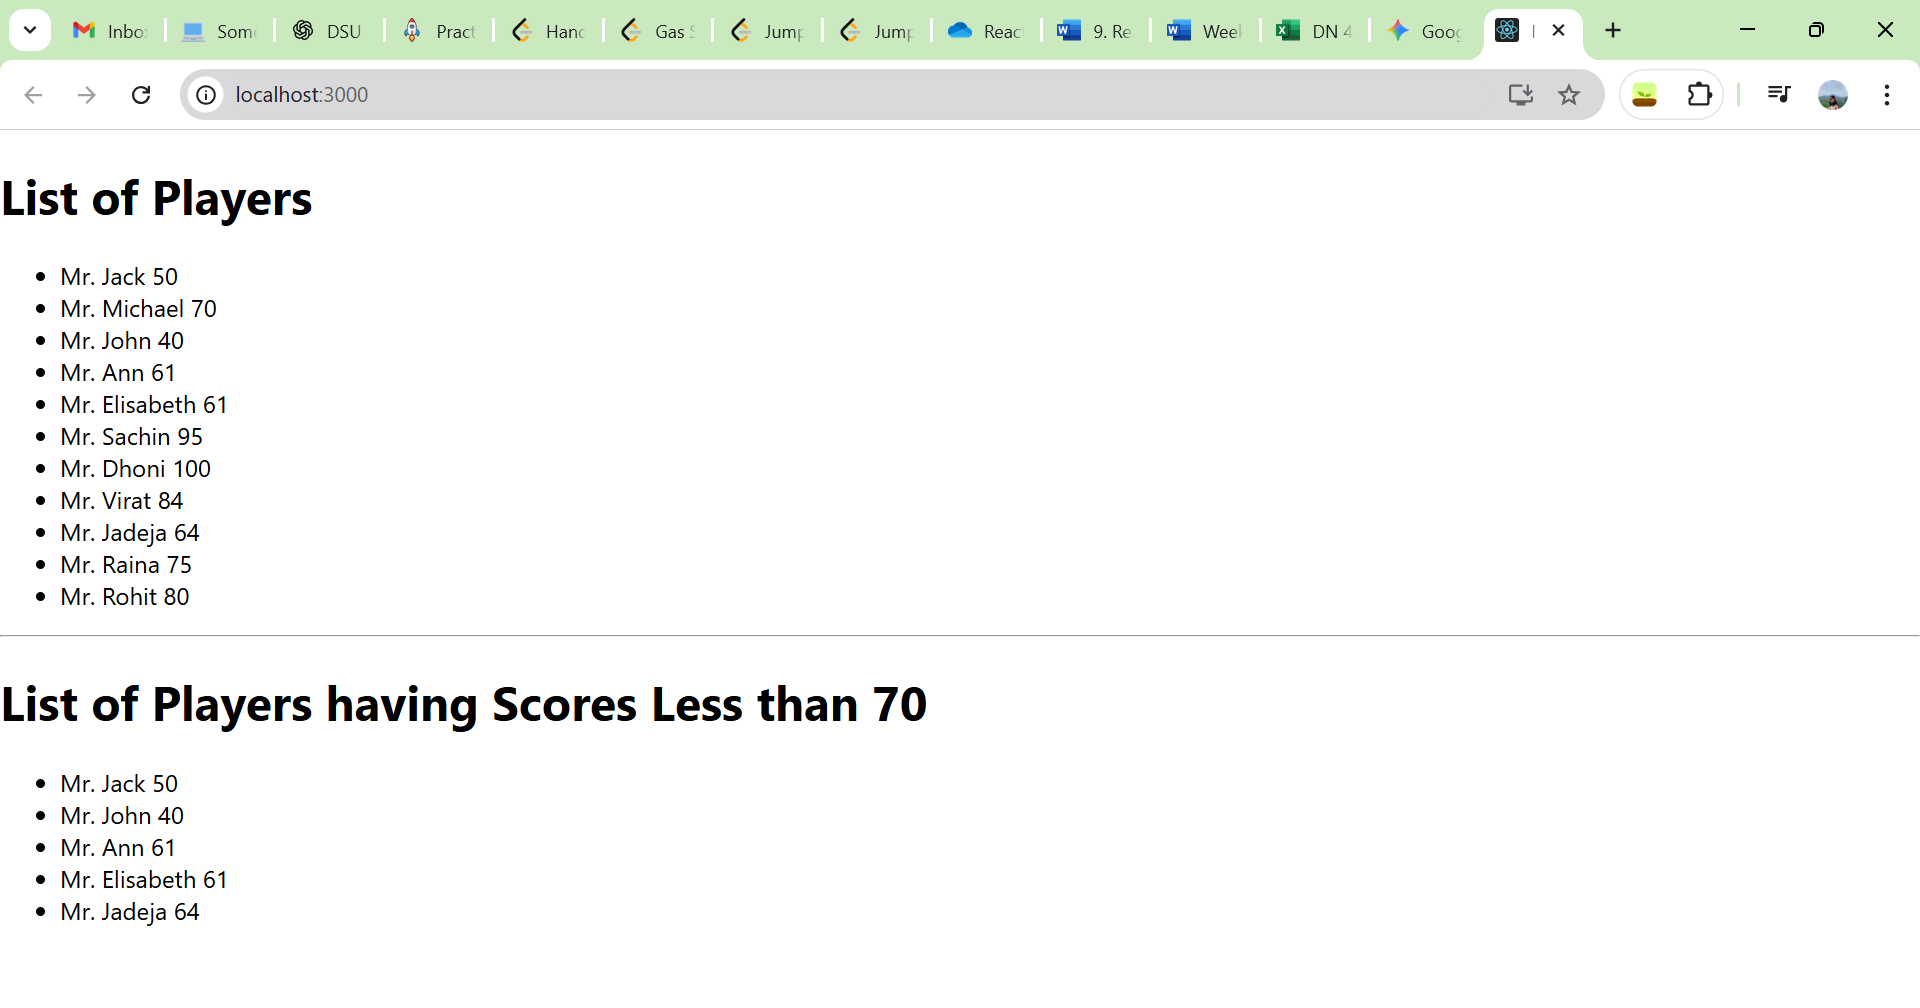 Inbo
Some
DSU
Pract
Hand
Gas S
Jump
Jump
Reac
9. Re
Week
DN 4
Goog
localhost:3000
List of Players
Mr. Jack 50
Mr. Michael 70
Mr. John 40
Mr. Ann 61
Mr. Elisabeth 61
Mr. Sachin 95
Mr. Dhoni 100
Mr. Virat 84
Mr. Jadeja 64
Mr. Raina 75
Mr. Rohit 80
List of Players having Scores Less than 70
Mr. Jack 50
Mr. John 40
Mr. Ann 61
Mr. Elisabeth 61
Mr. Jadeja 64